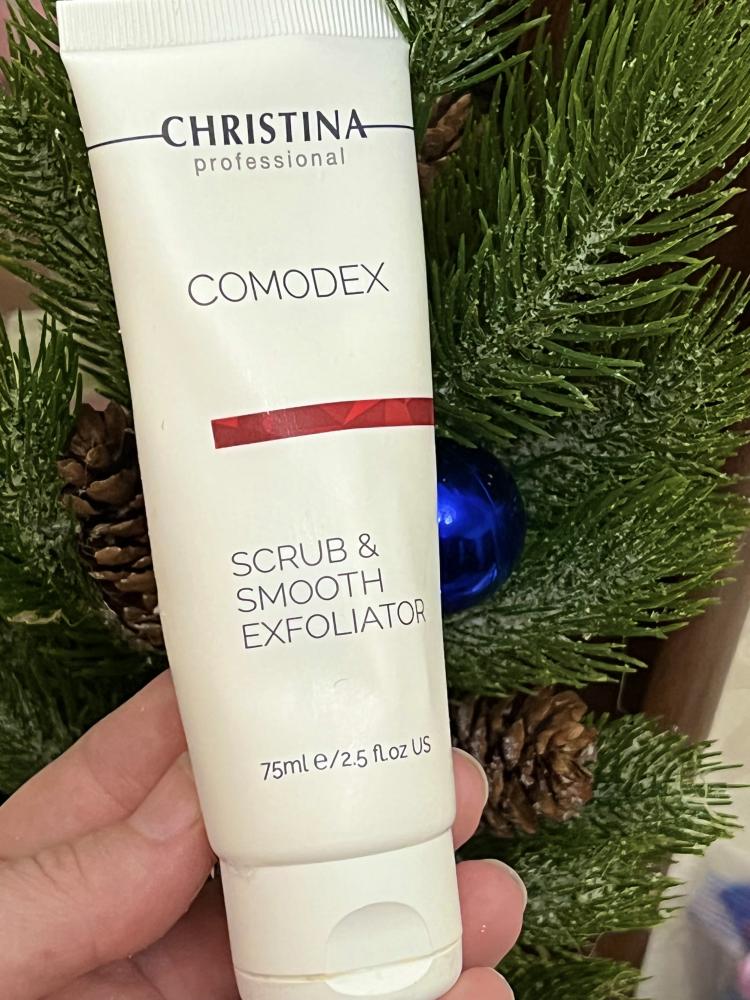 CHRISTINA
professional
COMODEX
SCRUB &
SMOOTH
EXFOLIATOR
75ml e/2.5 fl.oz US